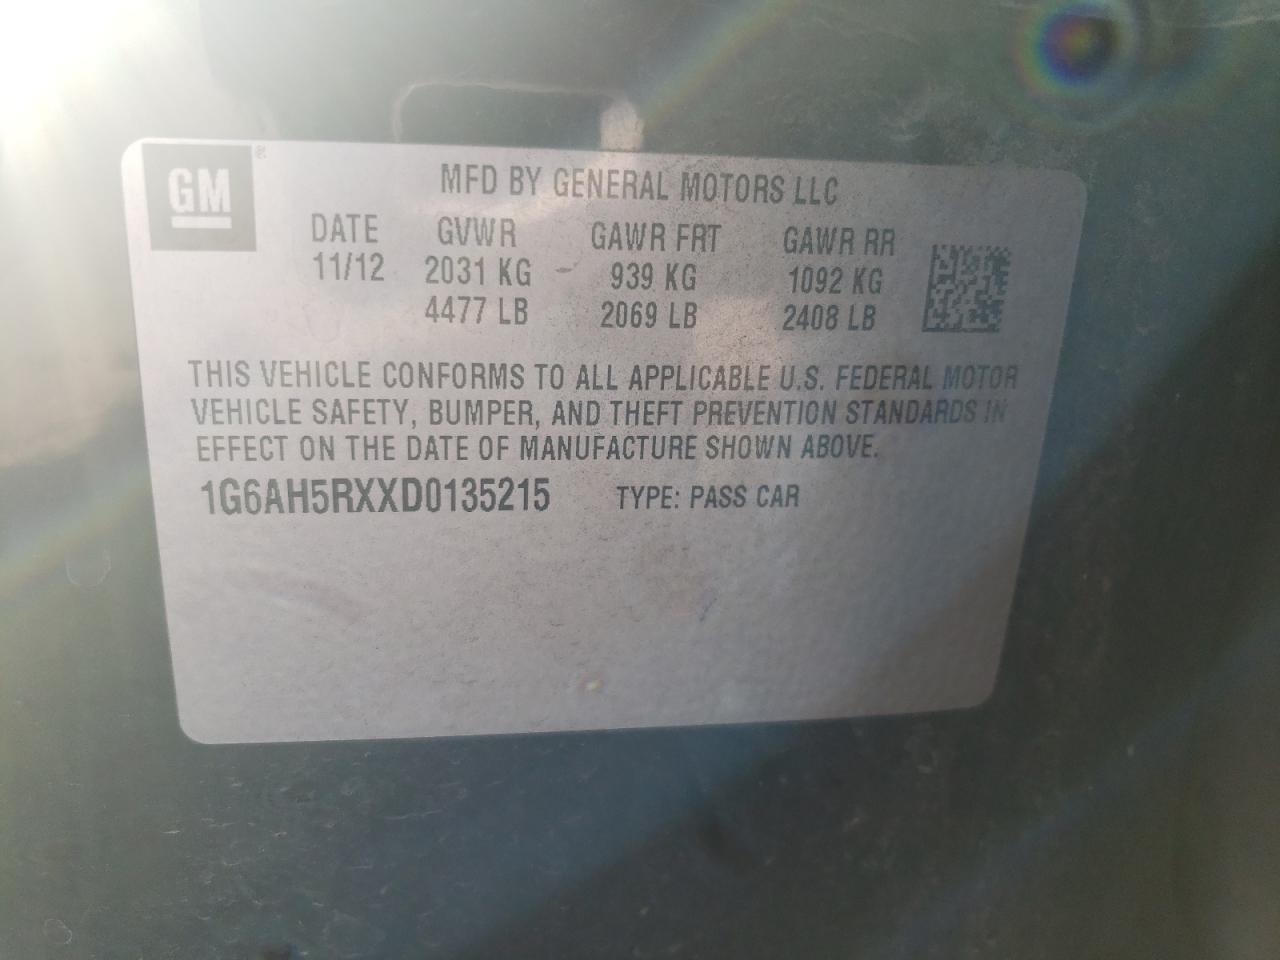 GM ®
MFD BY GENERAL MOTORS LLC
DATE GVWR GAWR FRT GAWR RR
11/12 2031 KG 939 KG 1092 KG
4477 LB 2069 LB 2408 LB
THIS VEHICLE CONFORMS TO ALL APPLICABLE U.S. FEDERAL MOTOR
VEHICLE SAFETY, BUMPER, AND THEFT PREVENTION STANDARDS IN
EFFECT ON THE DATE OF MANUFACTURE SHOWN ABOVE.
1G6AH5RXXD0135215 TYPE: PASS CAR